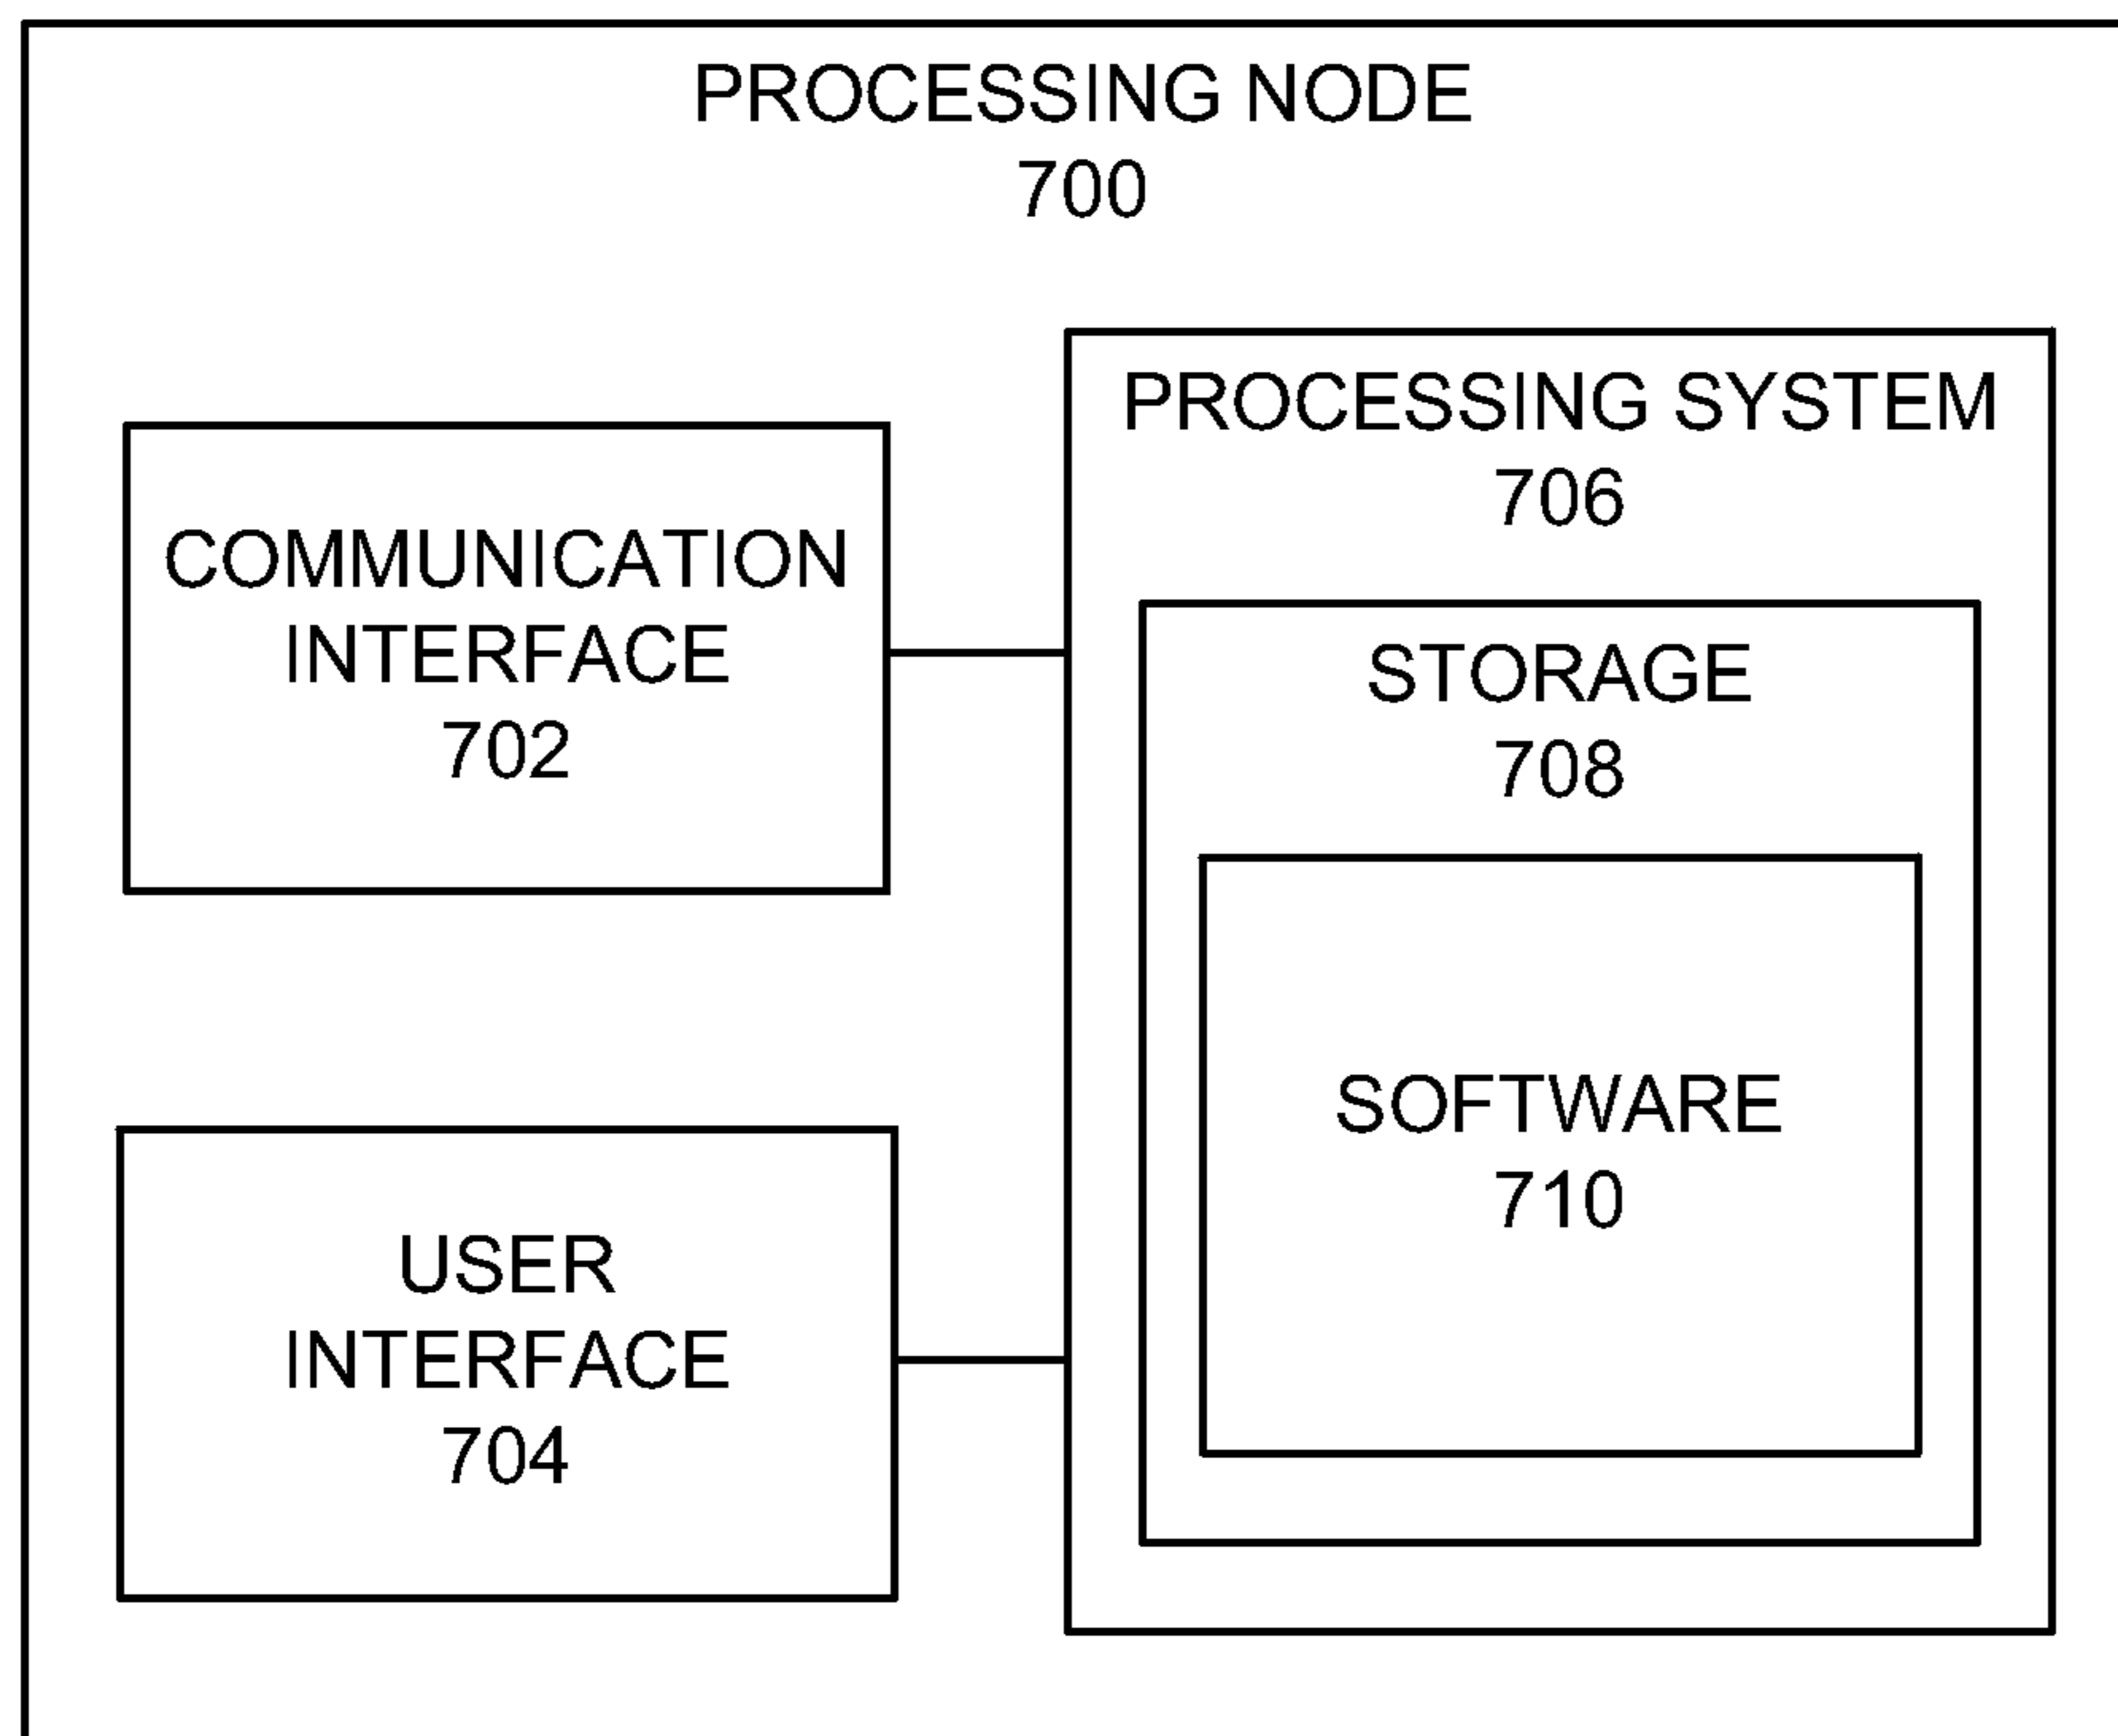 PROCESSING NODE
700
COMMUNICATION
INTERFACE
702
USER
INTERFACE
704
PROCESSING SYSTEM
706
STORAGE
708
SOFTWARE
710